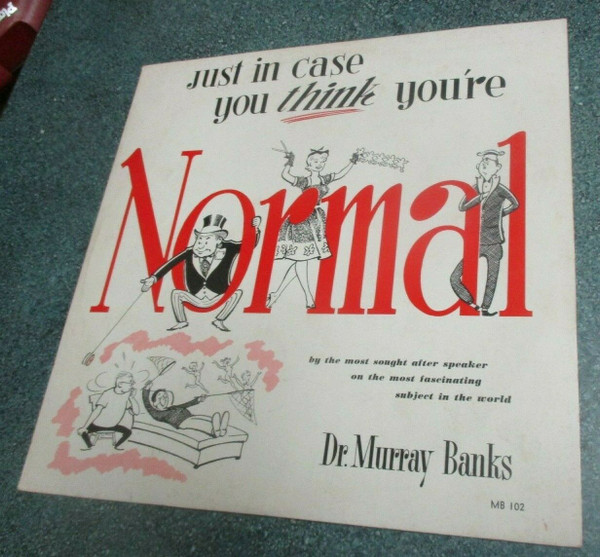 Just in case
you think you're
Normal
by the most sought after speaker
on the most fascinating
subject in the world
Dr. Murray Banks
MB 102